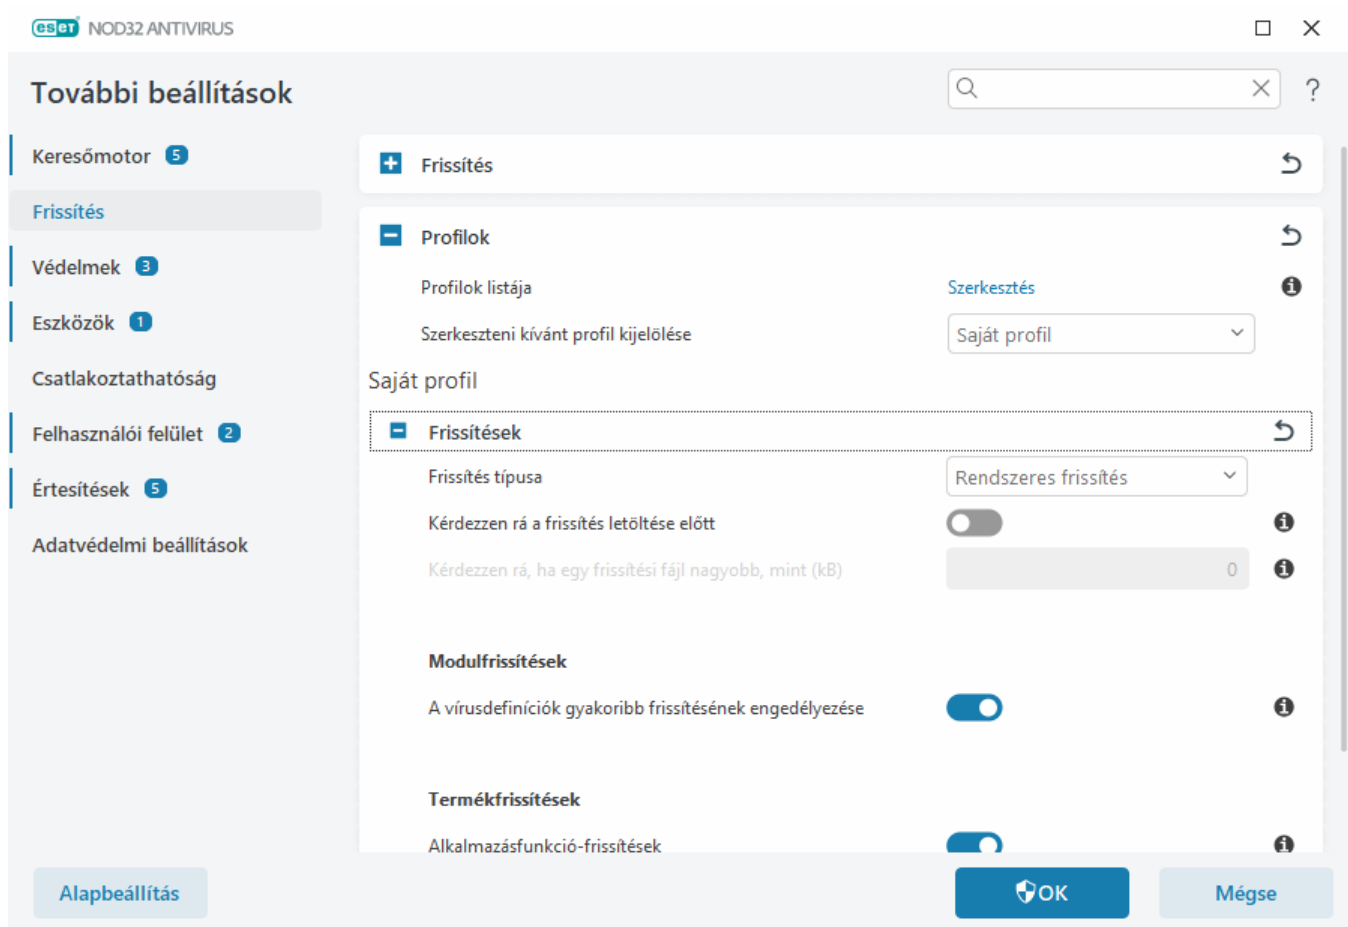 eset NOD32 ANTIVIRUS
További beállítások
?
Keresőmotor 5
Frissítés
Védelmek 3
Eszközök 1
Csatlakoztathatóság
Felhasználói felület 2
Értesítések 5
Adatvédelmi beállítások
Frissítés
Profilok
Profilok listája Szerkesztés
Szerkeszteni kívánt profil kijelölése Saját profil
Saját profil
Frissítések
Frissítés típusa Rendszeres frissítés
Kérdezzen rá a frissítés letöltése előtt
Kérdezzen rá, ha egy frissítési fájl nagyobb, mint (kB) 0
Modulfrissítések
A vírusdefiníciók gyakoribb frissítésének engedélyezése
Termékfrissítések
Alkalmazásfunkció-frissítések
Alapbeállítás OK Mégse